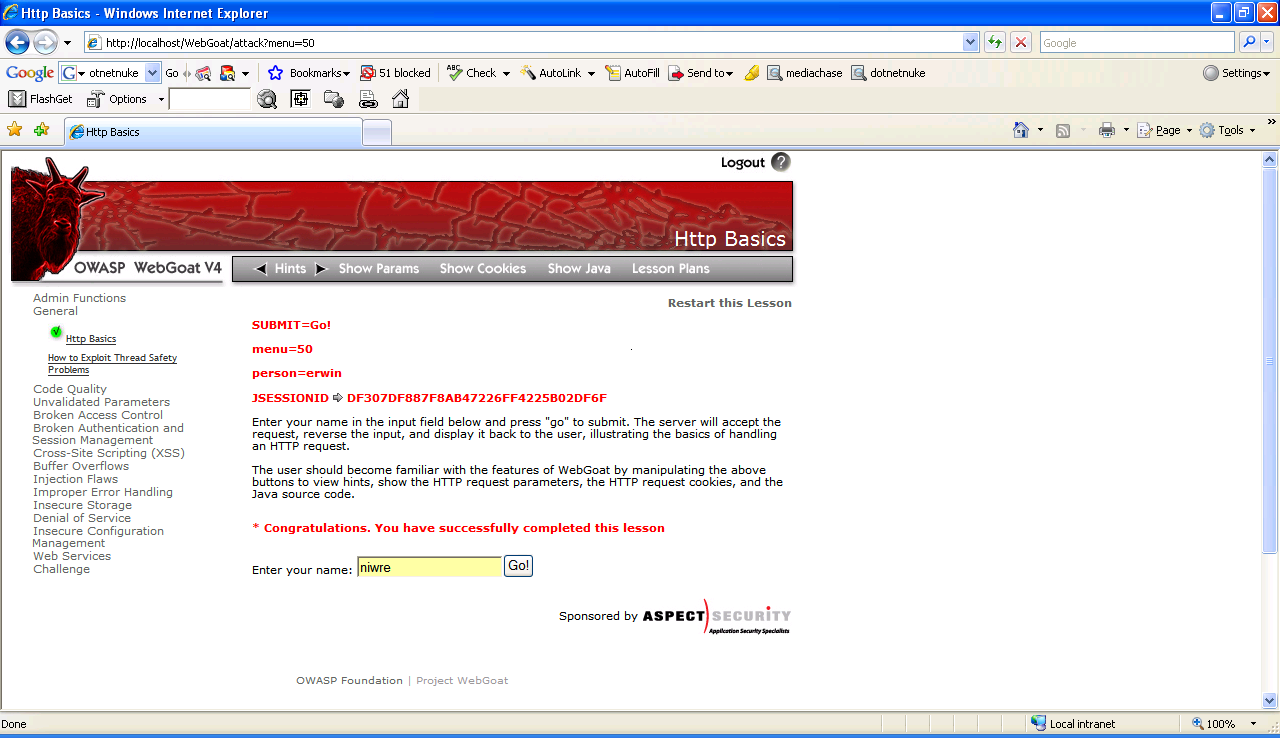 Http Basics - Windows Internet Explorer
http://localhost/WebGoat/attack?menu=50
Google
Google G otnetnuke Go Bookmarks 51 blocked ABC Check AutoLink AutoFill Send to mediachase dotnetnuke Settings
FlashGet Options
Http Basics
Page Tools »
Logout ?
Http Basics
OWASP WebGoat V4
Hints Show Params Show Cookies Show Java Lesson Plans
Restart this Lesson
Admin Functions
General
Http Basics
How to Exploit Thread Safety
Problems
Code Quality
Unvalidated Parameters
Broken Access Control
Broken Authentication and
Session Management
Cross-Site Scripting (XSS)
Buffer Overflows
Injection Flaws
Improper Error Handling
Insecure Storage
Denial of Service
Insecure Configuration
Management
Web Services
Challenge
SUBMIT=Go!
menu=50
person=erwin
JSESSIONID ⇨ DF307DF887F8AB47226FF4225B02DF6F
Enter your name in the input field below and press "go" to submit. The server will accept the
request, reverse the input, and display it back to the user, illustrating the basics of handling
an HTTP request.
The user should become familiar with the features of WebGoat by manipulating the above
buttons to view hints, show the HTTP request parameters, the HTTP request cookies, and the
Java source code.
* Congratulations. You have successfully completed this lesson
Enter your name: niwre Go!
Sponsored by ASPECT SECURITY
Application Security Specialists
OWASP Foundation | Project WebGoat
Done
Local intranet
100%